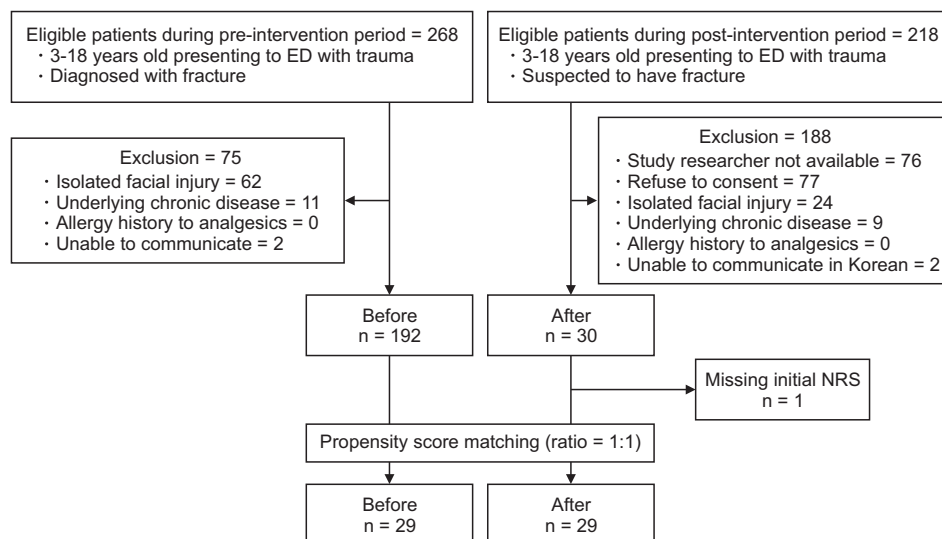 Eligible patients during pre-intervention period = 268
· 3-18 years old presenting to ED with trauma
· Diagnosed with fracture
Eligible patients during post-intervention period = 218
· 3-18 years old presenting to ED with trauma
· Suspected to have fracture
Exclusion = 75
· Isolated facial injury = 62
· Underlying chronic disease = 11
· Allergy history to analgesics = 0
· Unable to communicate = 2
Exclusion = 188
· Study researcher not available = 76
· Refuse to consent = 77
· Isolated facial injury = 24
· Underlying chronic disease = 9
· Allergy history to analgesics = 0
· Unable to communicate in Korean = 2
Before
n = 192
After
n = 30
Missing initial NRS
n = 1
Propensity score matching (ratio = 1:1)
Before
n = 29
After
n = 29